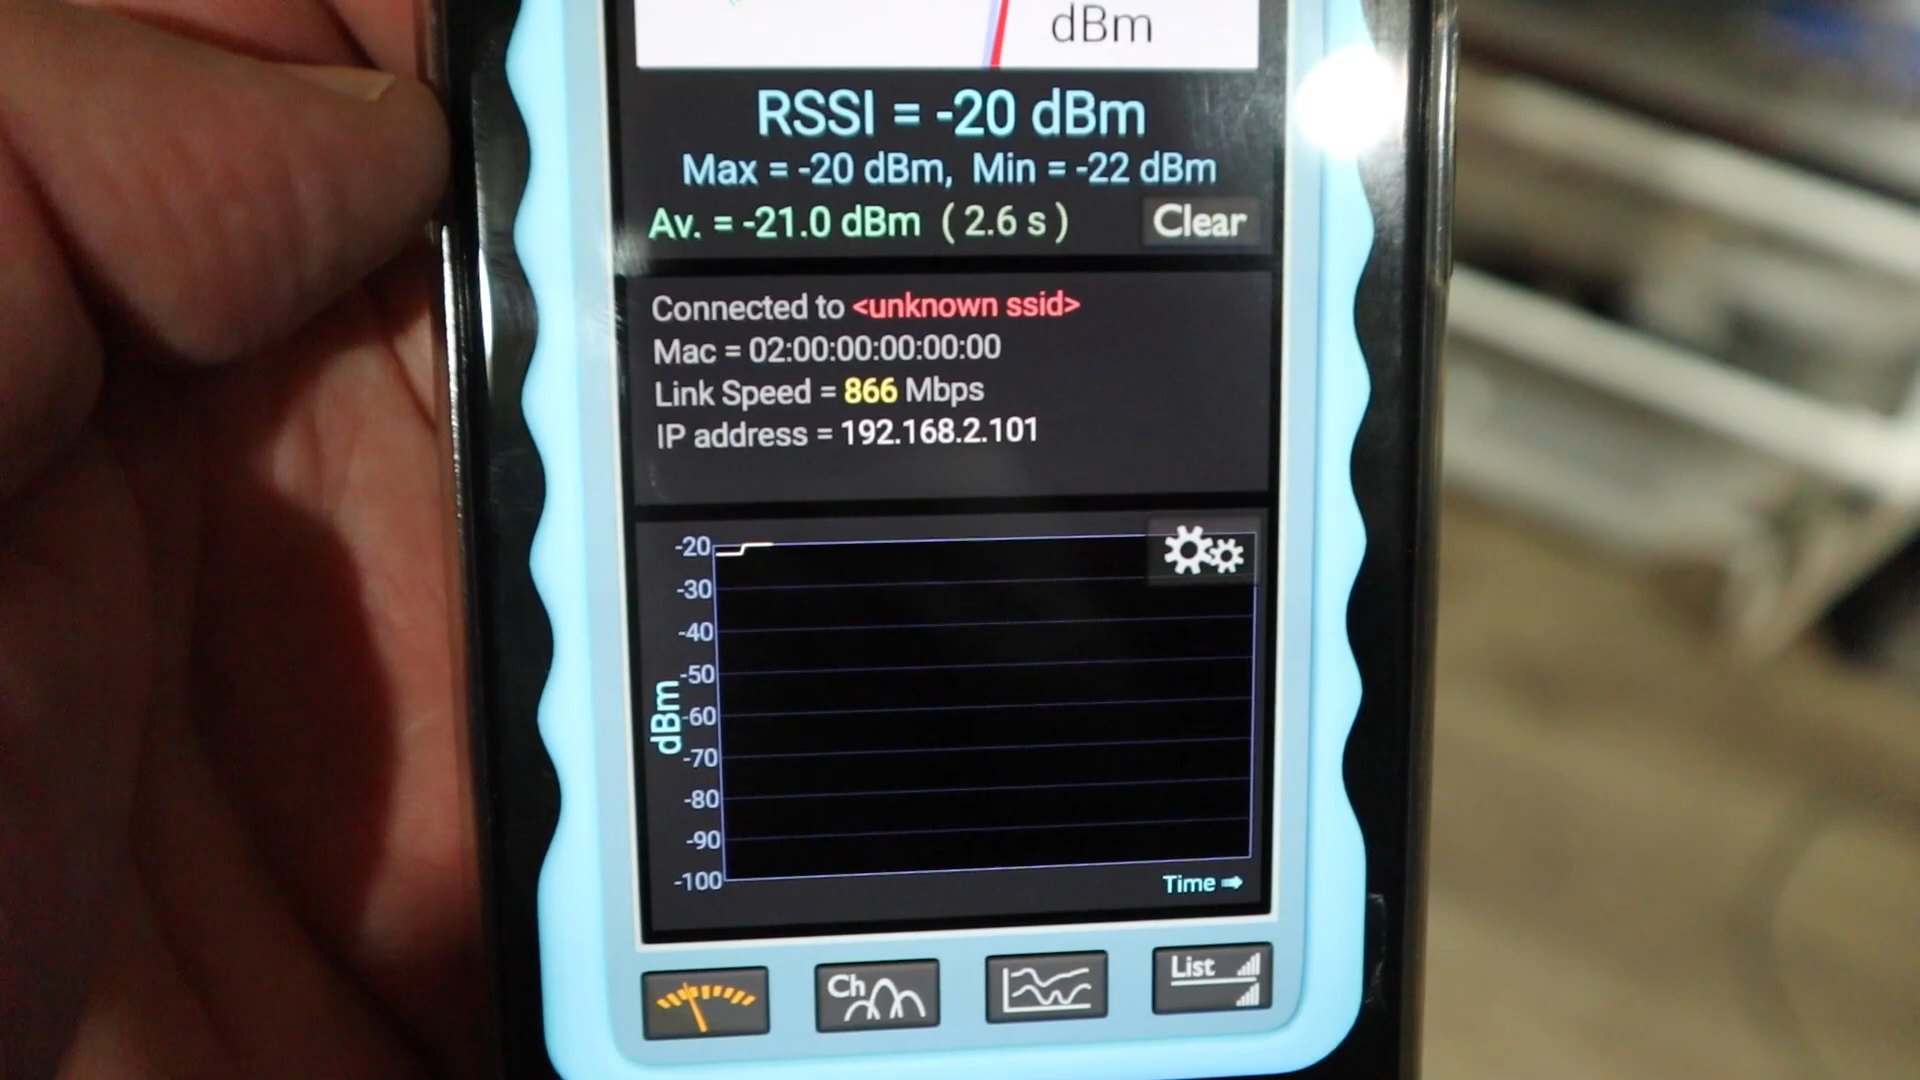 dBm
RSSI = -20 dBm
Max = -20 dBm, Min = -22 dBm
Av. = -21.0 dBm ( 2.6 s )
Clear
Connected to <unknown ssid>
Mac = 02:00:00:00:00:00
Link Speed = 866 Mbps
IP address = 192.168.2.101
-20
-30
-40
-50
-60
-70
-80
-90
-100
dBm
Time
Ch
List